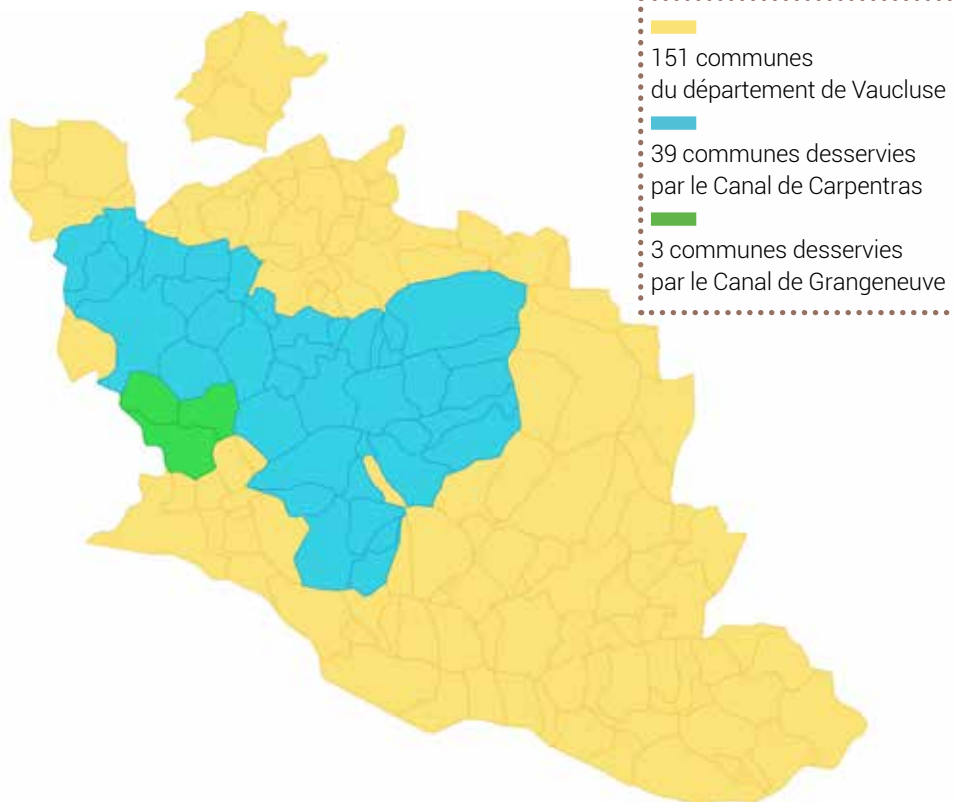 151 communes
du département de Vaucluse
39 communes desservies
par le Canal de Carpentras
3 communes desservies
par le Canal de Grangeneuve